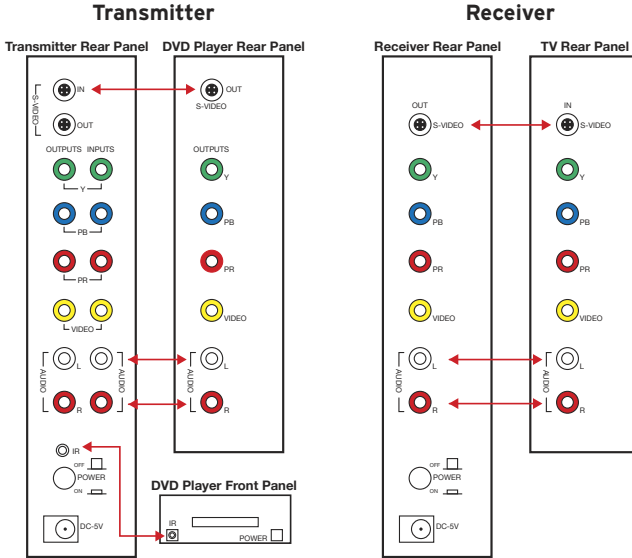 Transmitter
Transmitter Rear Panel
S-VIDEO
IN
OUT
OUTPUTS INPUTS
Y
PB
PR
VIDEO
AUDIO
L
R
AUDIO
IR
OFF
POWER
ON
DC-5V
DVD Player Rear Panel
OUT
S-VIDEO
OUTPUTS
Y
PB
PR
VIDEO
L
R
DVD Player Front Panel
IR
POWER
Receiver
Receiver Rear Panel
OUT
S-VIDEO
Y
PB
PR
VIDEO
AUDIO
L
R
OFF
POWER
ON
DC-5V
TV Rear Panel
IN
S-VIDEO
Y
PB
PR
VIDEO
AUDIO
L
R